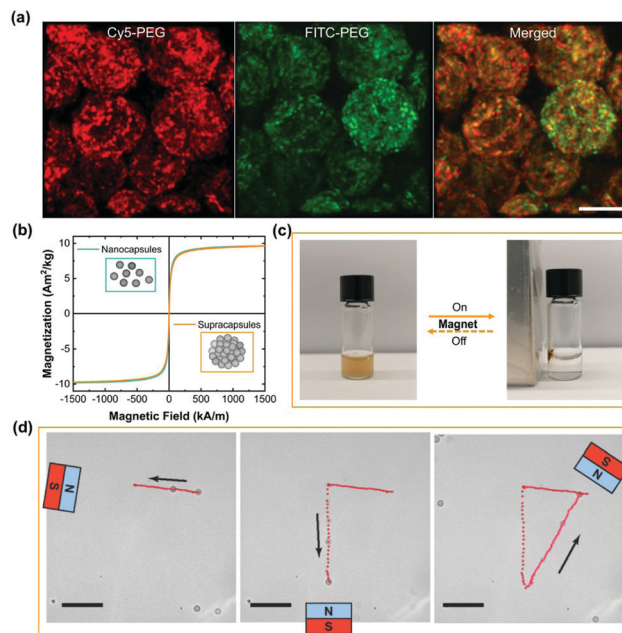 (a)
Cy5-PEG
FITC-PEG
Merged
(b)
Magnetization (Am²/kg)
10
5
0
-5
-10
Nanocapsules
Supracapsules
-1500 -1000 -500 0 500 1000 1500
Magnetic Field (kA/m)
(c)
On
Magnet
Off
(d)
S N
N
S
S
N